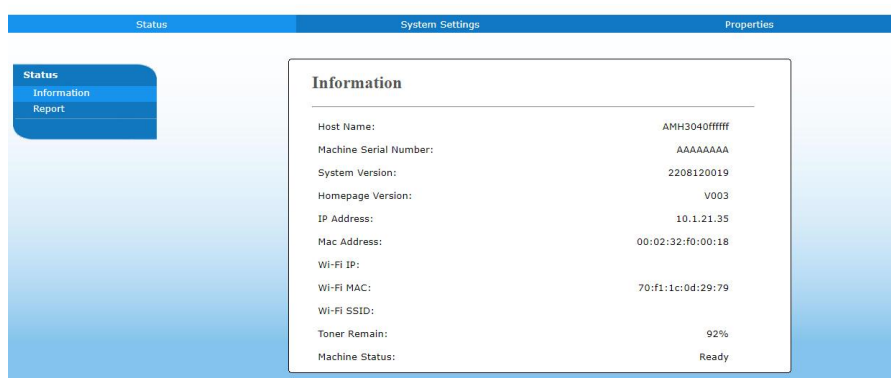 Status System Settings Properties
Status
Information
Report
Information
Host Name: AMH3040ffffff
Machine Serial Number: AAAAAAAA
System Version: 2208120019
Homepage Version: V003
IP Address: 10.1.21.35
Mac Address: 00:02:32:f0:00:18
Wi-Fi IP:
Wi-Fi MAC: 70:f1:1c:0d:29:79
Wi-Fi SSID:
Toner Remain: 92%
Machine Status: Ready